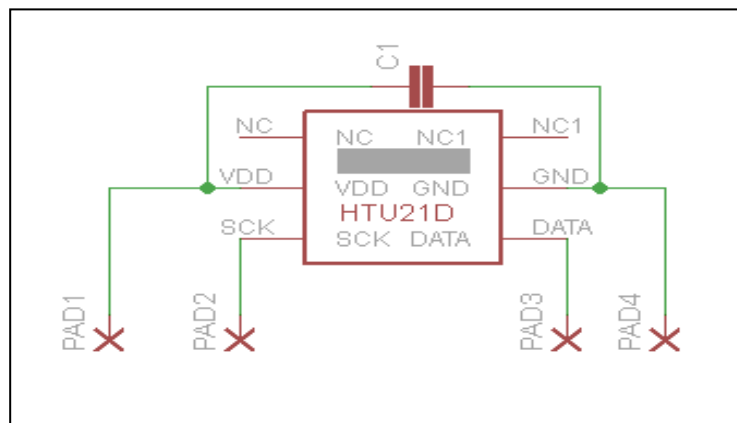 C1
NC NC NC1 NC1
VDD VDD GND GND
HTU21D
SCK SCK DATA DATA
PAD1 PAD2 PAD3 PAD4